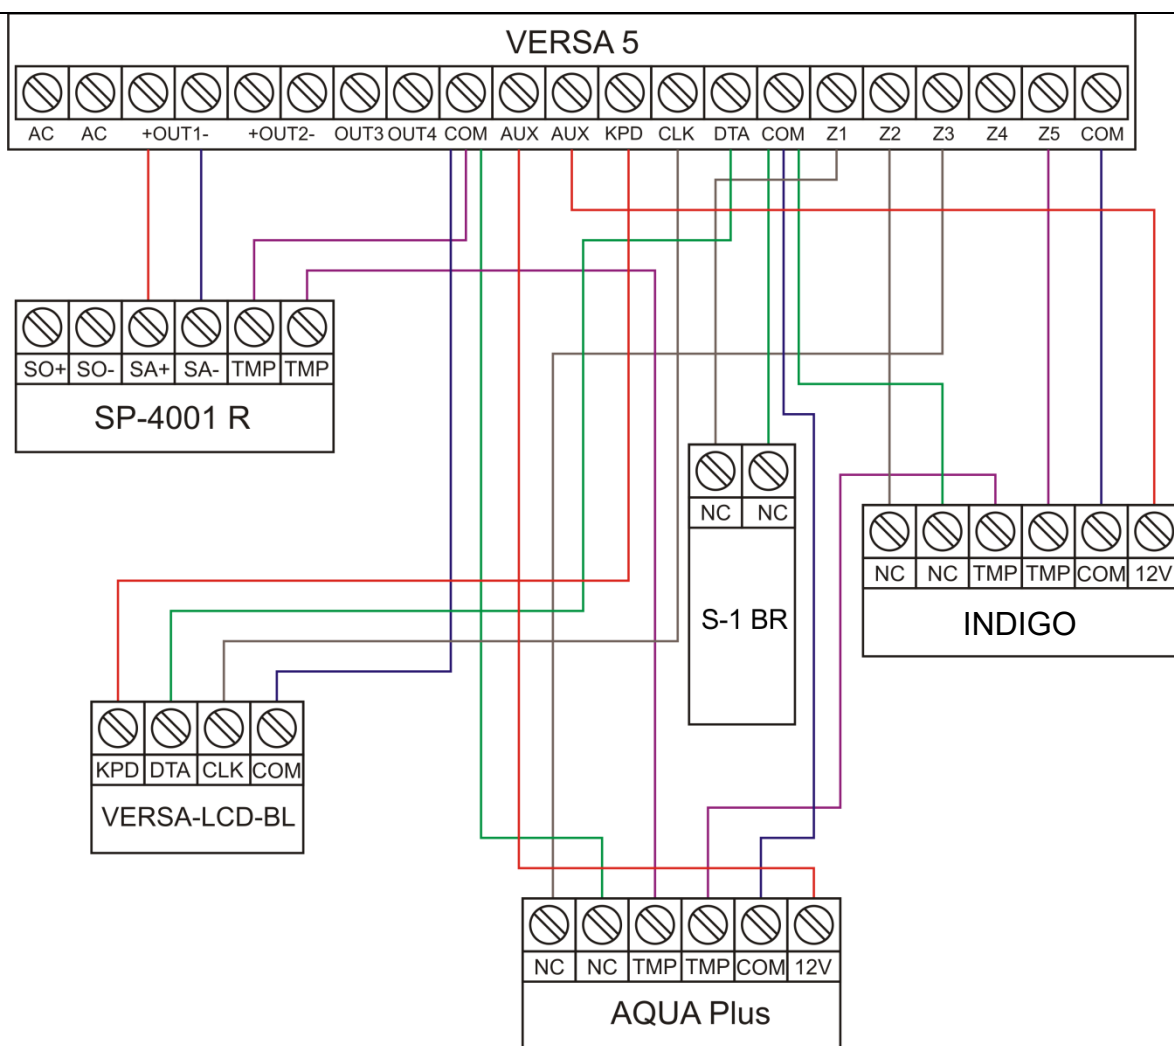 VERSA 5
AC AC +OUT1- +OUT2- OUT3 OUT4 COM AUX AUX KPD CLK DTA COM Z1 Z2 Z3 Z4 Z5 COM
SO+ SO- SA+ SA- TMP TMP
SP-4001 R
NC NC
S-1 BR
NC NC TMP TMP COM 12V
INDIGO
KPD DTA CLK COM
VERSA-LCD-BL
NC NC TMP TMP COM 12V
AQUA Plus